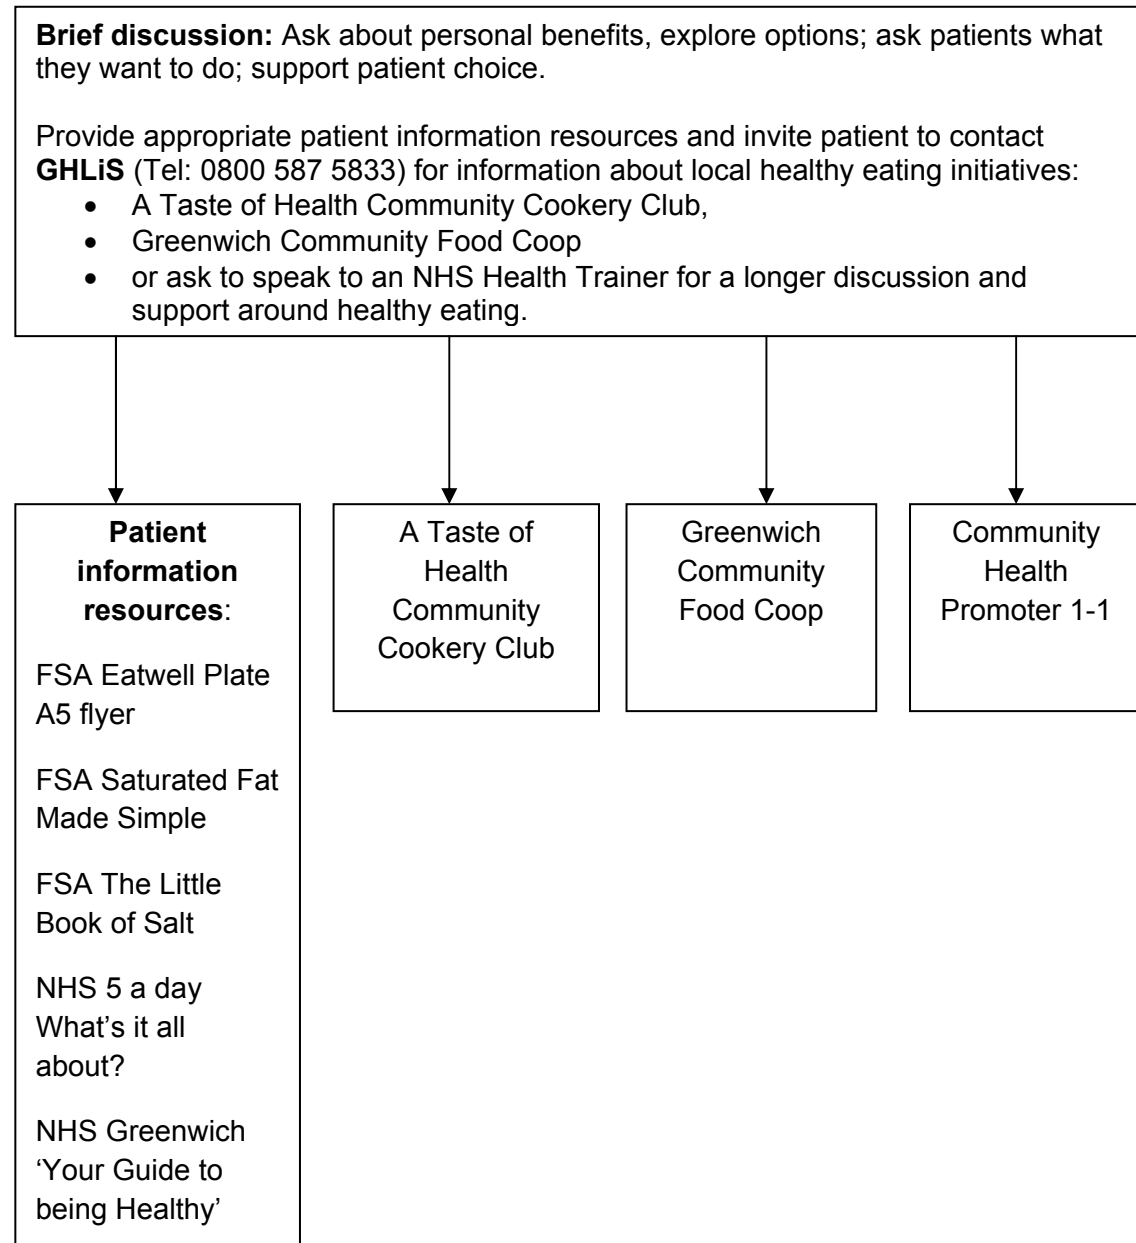 Brief discussion: Ask about personal benefits, explore options; ask patients what
they want to do; support patient choice.
Provide appropriate patient information resources and invite patient to contact
GHLiS (Tel: 0800 587 5833) for information about local healthy eating initiatives:
• A Taste of Health Community Cookery Club,
• Greenwich Community Food Coop
• or ask to speak to an NHS Health Trainer for a longer discussion and
support around healthy eating.
Patient
information
resources:
FSA Eatwell Plate
A5 flyer
FSA Saturated Fat
Made Simple
FSA The Little
Book of Salt
NHS 5 a day
What’s it all
about?
NHS Greenwich
‘Your Guide to
being Healthy’
A Taste of
Health
Community
Cookery Club
Greenwich
Community
Food Coop
Community
Health
Promoter 1-1